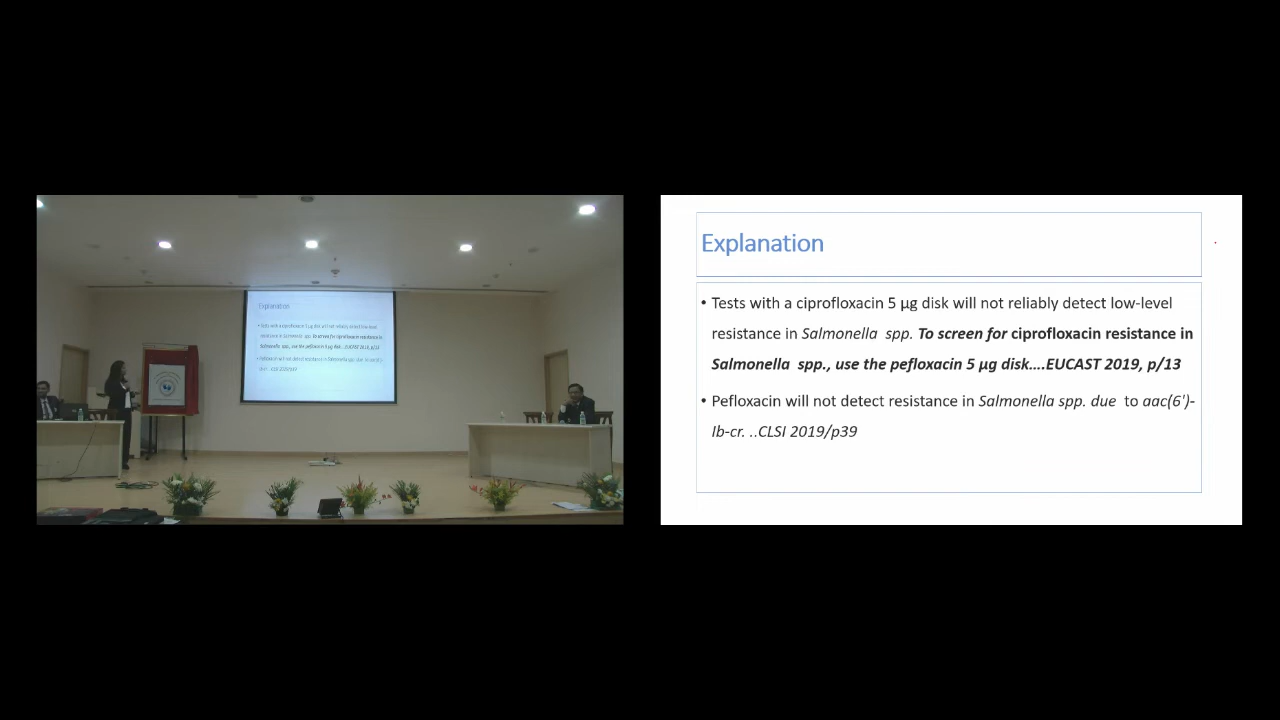 Explanation
• Tests with a ciprofloxacin 5 µg disk will not reliably detect low-level
resistance in Salmonella spp. To screen for ciprofloxacin resistance in
Salmonella spp., use the pefloxacin 5 µg disk....EUCAST 2019, p/13
• Pefloxacin will not detect resistance in Salmonella spp. due to aac(6')-
Ib-cr. ..CLSI 2019/p39